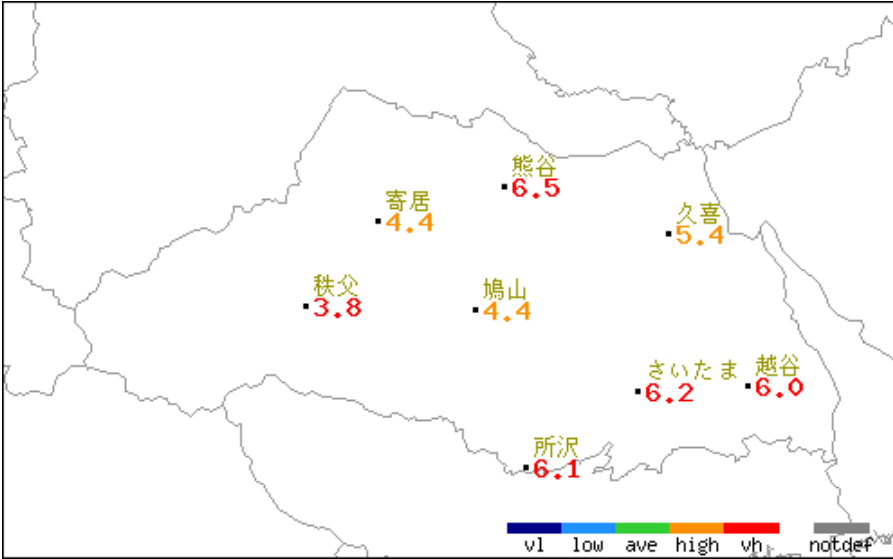 熊谷
6.5
寄居
4.4
久喜
5.4
秩父
3.8
鳩山
4.4
さいたま
6.2
越谷
6.0
所沢
6.1
vl low ave high vh notdef